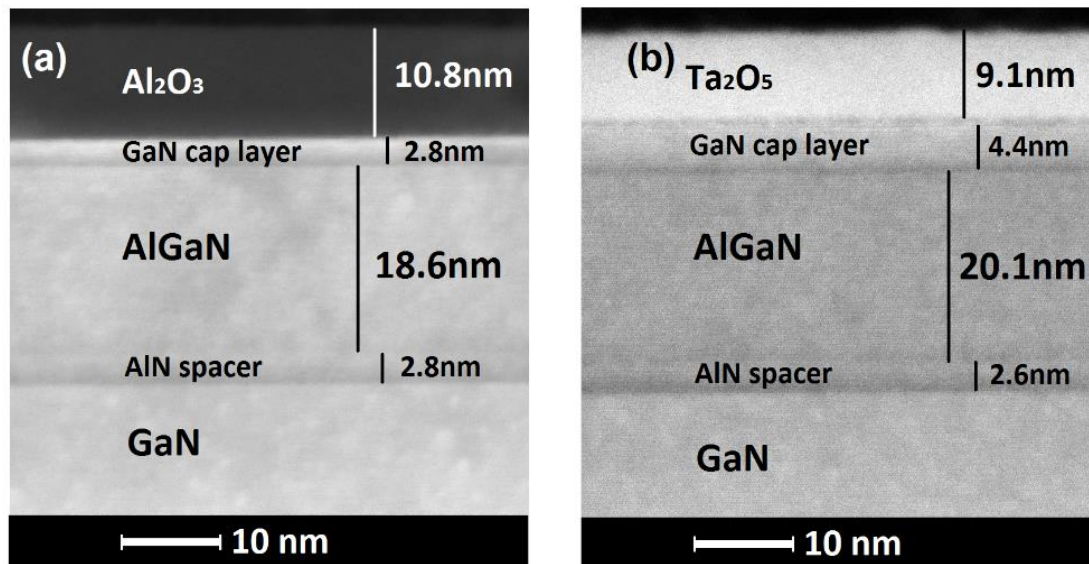 (a)
Al₂O₃
10.8nm
GaN cap layer
2.8nm
AlGaN
18.6nm
AlN spacer
2.8nm
GaN
10 nm
(b)
Ta₂O₅
9.1nm
GaN cap layer
4.4nm
AlGaN
20.1nm
AlN spacer
2.6nm
GaN
10 nm